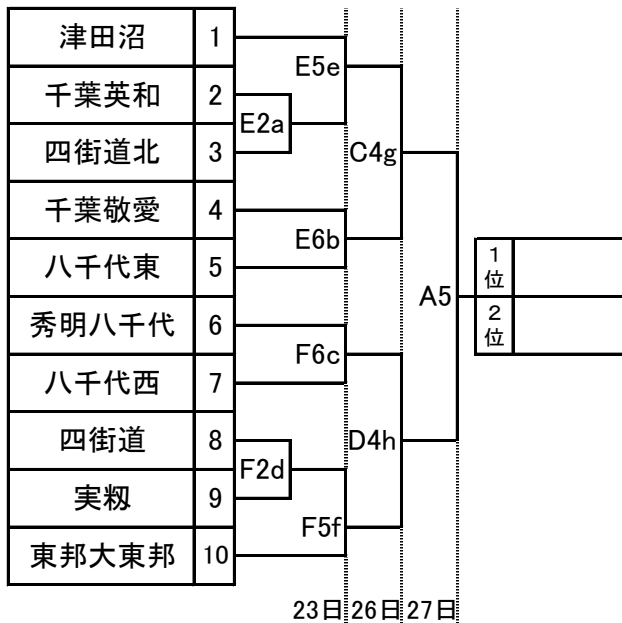 津田沼 1
E5e
千葉英和 2
E2a
四街道北 3
C4g
千葉敬愛 4
E6b
八千代東 5
A5
1位
2位
秀明八千代 6
F6c
八千代西 7
四街道 8
D4h
F2d
実籾 9
F5f
東邦大東邦 10
23日 26日 27日